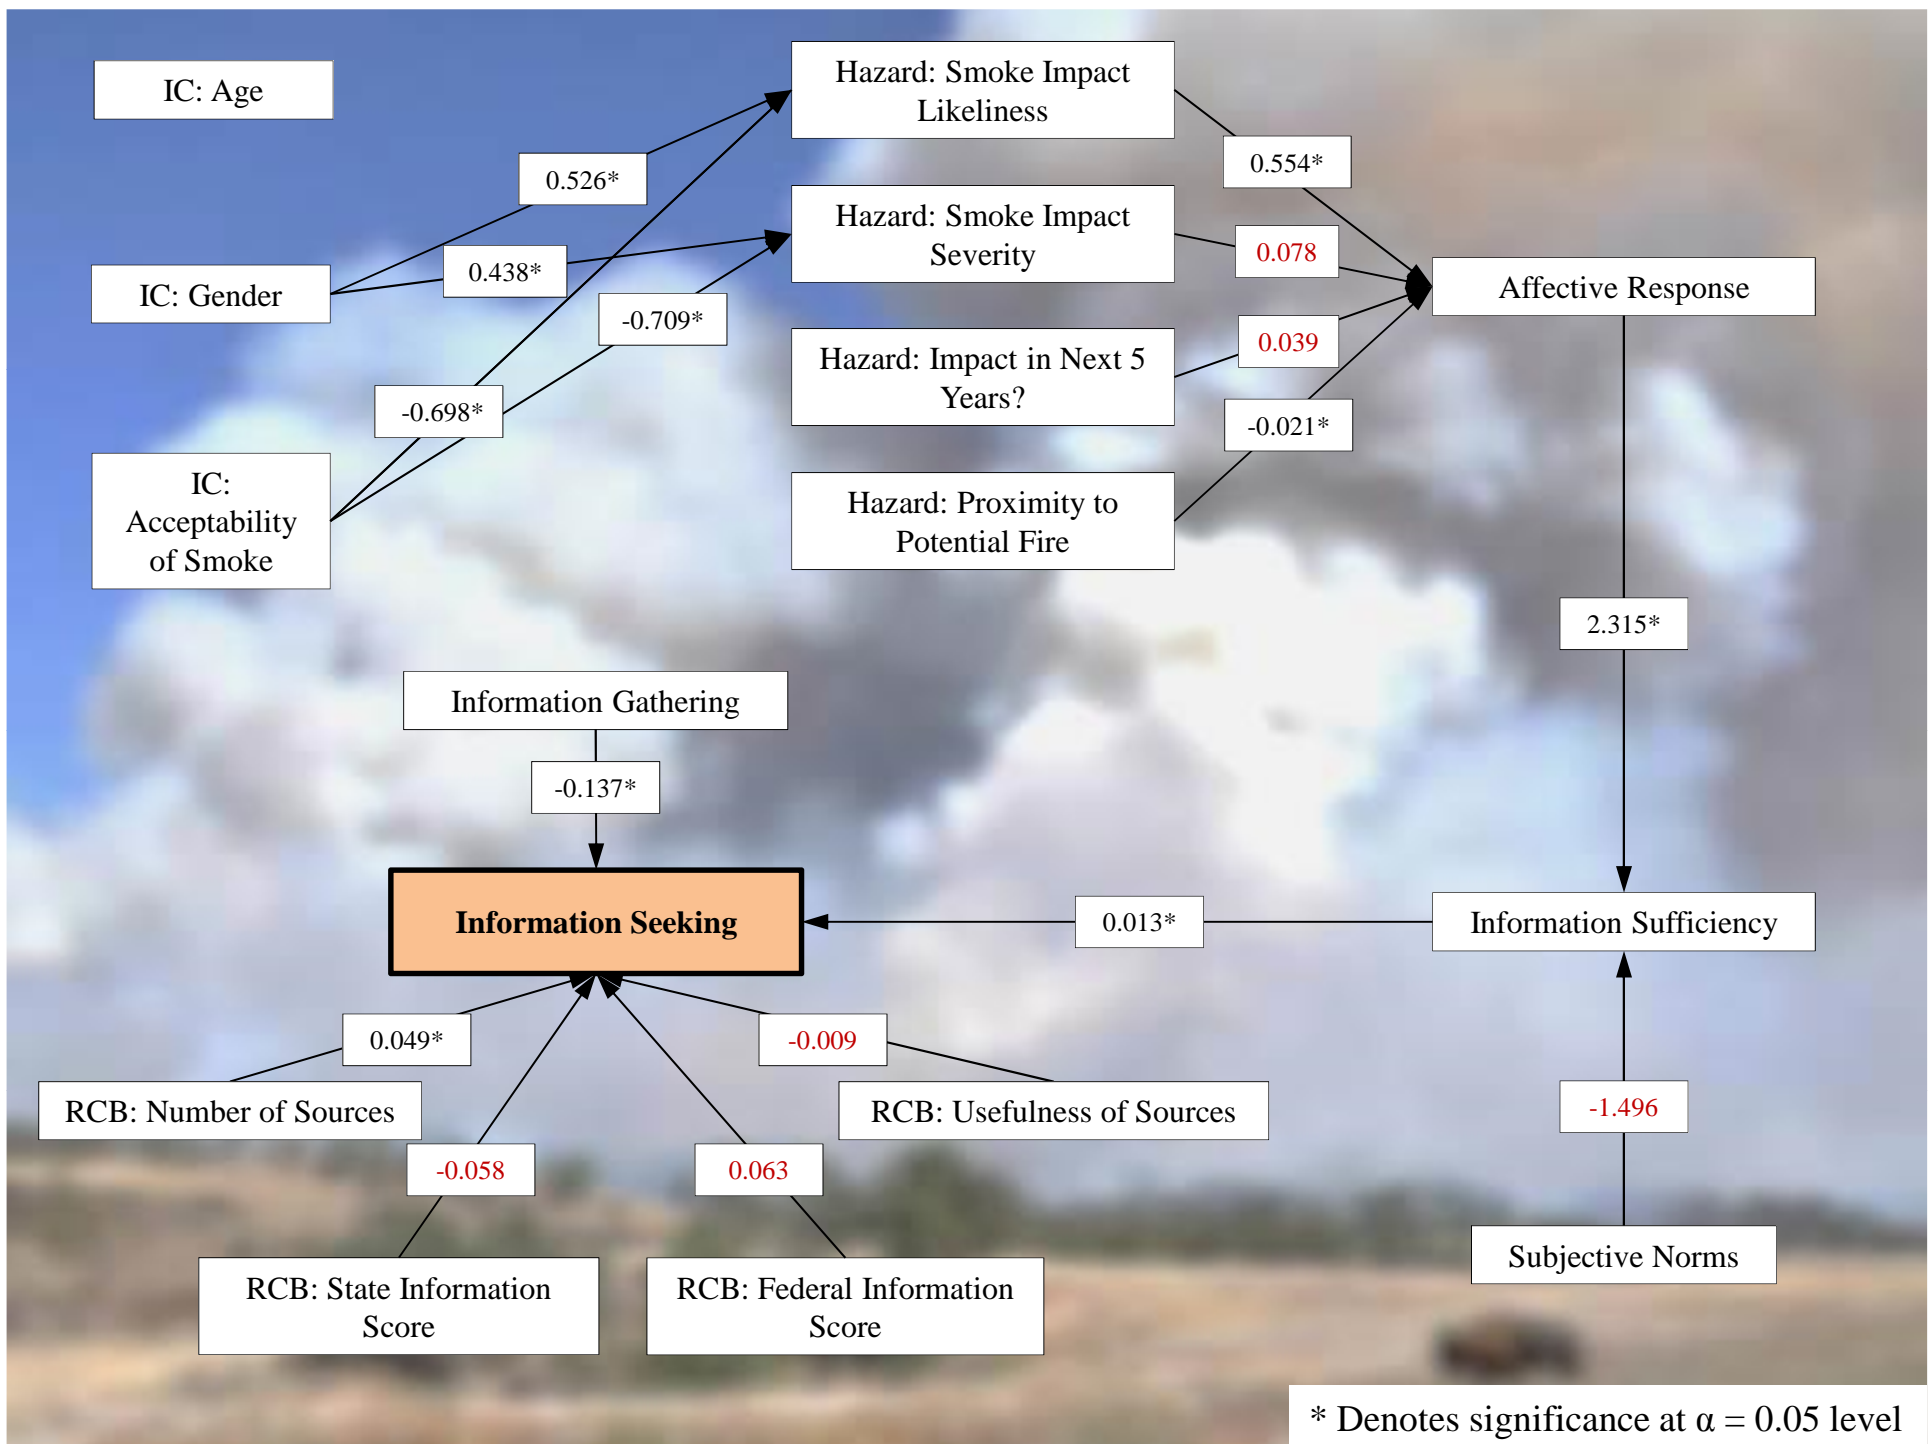 IC: Age
Hazard: Smoke Impact
Likeliness
0.526*
0.554*
Hazard: Smoke Impact
Severity
0.438*
0.078
IC: Gender
Affective Response
-0.709*
0.039
Hazard: Impact in Next 5
Years?
-0.698*
-0.021*
IC:
Acceptability
of Smoke
Hazard: Proximity to
Potential Fire
2.315*
Information Gathering
-0.137*
Information Seeking
0.013*
Information Sufficiency
0.049*
-0.009
RCB: Number of Sources
RCB: Usefulness of Sources
-1.496
-0.058
0.063
Subjective Norms
RCB: State Information
Score
RCB: Federal Information
Score
* Denotes significance at α = 0.05 level